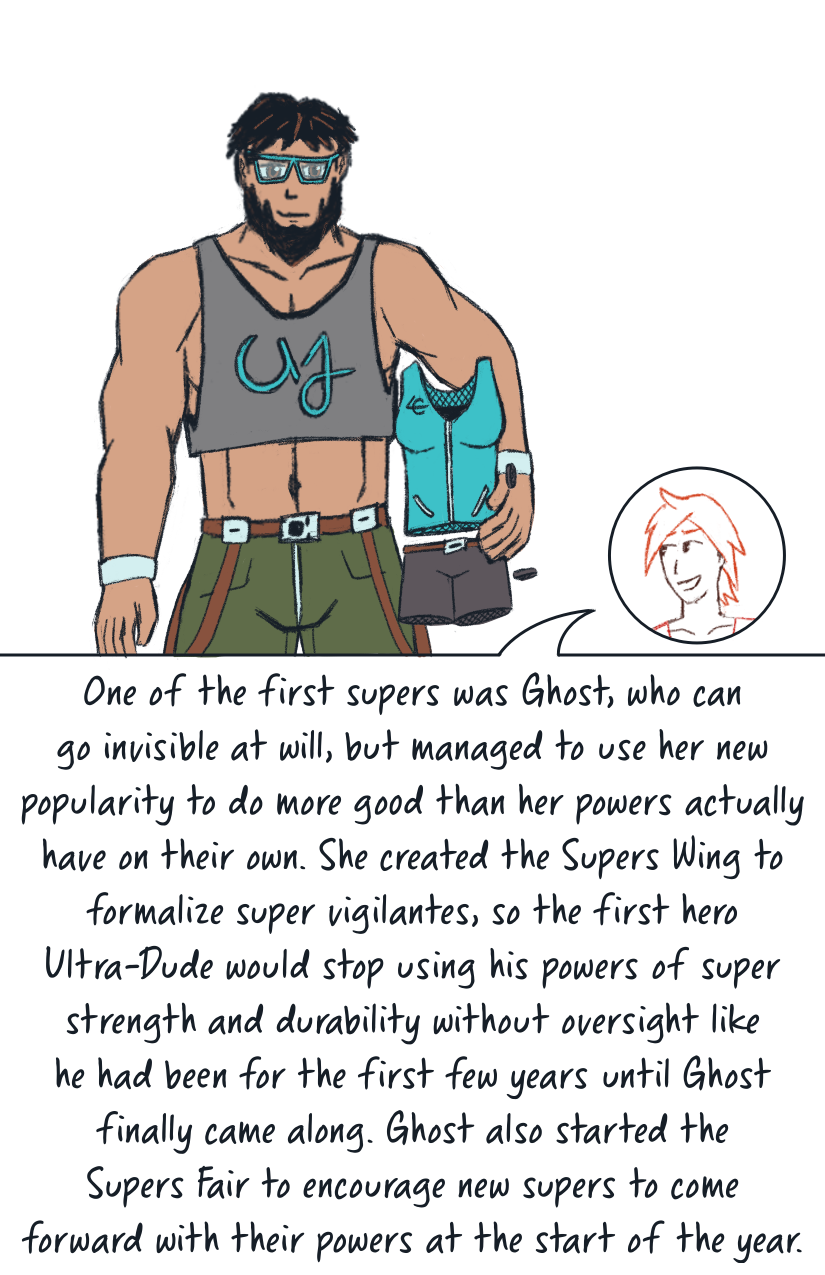 UJ
One of the first supers was Ghost, who can
go invisible at will, but managed to use her new
popularity to do more good than her powers actually
have on their own. She created the Supers Wing to
formalize super vigilantes, so the first hero
Ultra-Dude would stop using his powers of super
strength and durability without oversight like
he had been for the first few years until Ghost
finally came along. Ghost also started the
Supers Fair to encourage new supers to come
forward with their powers at the start of the year.